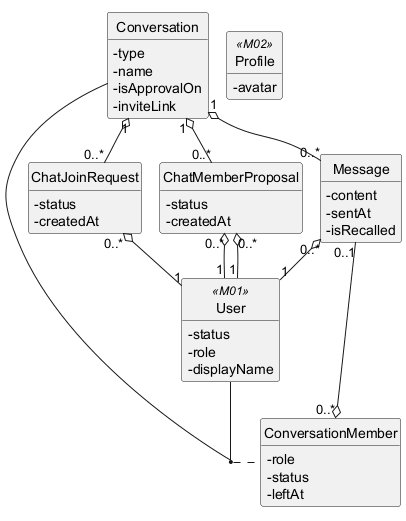 Conversation
-type
-name
-isApprovalOn
-inviteLink
«M02»
Profile
-avatar
1
1
1
0..*
0..*
0..*
ChatJoinRequest
-status
-createdAt
ChatMemberProposal
-status
-createdAt
Message
-content
-sentAt
-isRecalled
0..*
0..*
0..*
0..*
0..1
1
1
1
1
«M01»
User
-status
-role
-displayName
0..*
ConversationMember
-role
-status
-leftAt